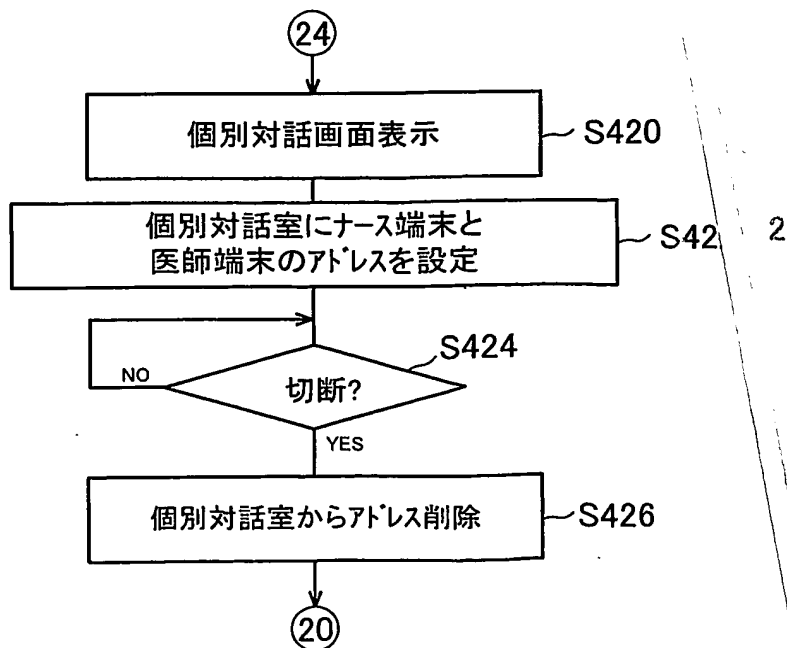 24
個別対話画面表示
S420
個別対話室にナース端末と
医師端末のアドレスを設定
S42 2
S424
NO
切断?
YES
個別対話室からアドレス削除
S426
20